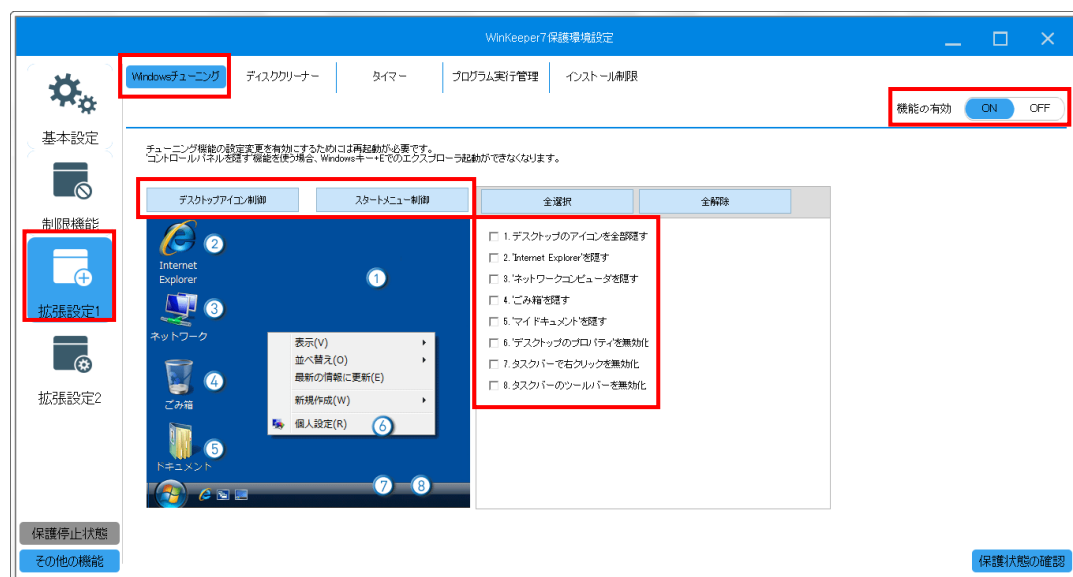 WinKeeper7保護環境設定
Windowsチューニング
ディスククリーナー
タイマー
プログラム実行管理
インストール制限
機能の有効
ON
OFF
基本設定
制限機能
拡張設定1
拡張設定2
保護停止状態
その他の機能
チューニング機能の設定変更を有効にするためには再起動が必要です。
コントロールパネルを隠す機能を使う場合、Windowsキー+Eでのエクスプローラ起動ができなくなります。
デスクトップアイコン制御
スタートメニュー制御
全選択
全解除
Internet
Explorer
②
①
ネットワーク
③
ごみ箱
④
ドキュメント
⑤
表示(V)
並べ替え(O)
最新の情報に更新(E)
新規作成(W)
個人設定(R)
⑥
⑦
⑧
1. デスクトップのアイコンを全部隠す
2. 'Internet Explorer'を隠す
3. 'ネットワークコンピュータ'を隠す
4. 'ごみ箱'を隠す
5. 'マイドキュメント'を隠す
6. 'デスクトップのプロパティ'を無効化
7. タスクバーで右クリックを無効化
8. タスクバーのツールバーを無効化
保護状態の確認